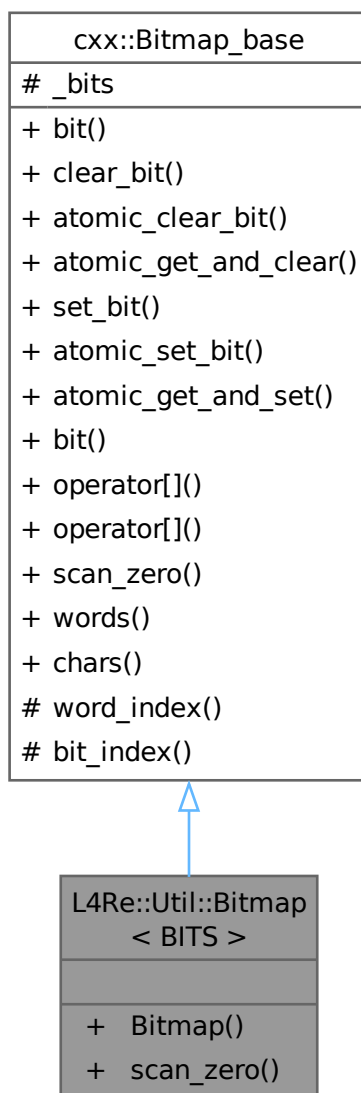 cxx::Bitmap_base
# _bits
+ bit()
+ clear_bit()
+ atomic_clear_bit()
+ atomic_get_and_clear()
+ set_bit()
+ atomic_set_bit()
+ atomic_get_and_set()
+ bit()
+ operator[]()
+ operator[]()
+ scan_zero()
+ words()
+ chars()
# word_index()
# bit_index()
L4Re::Util::Bitmap
< BITS >
+ Bitmap()
+ scan_zero()